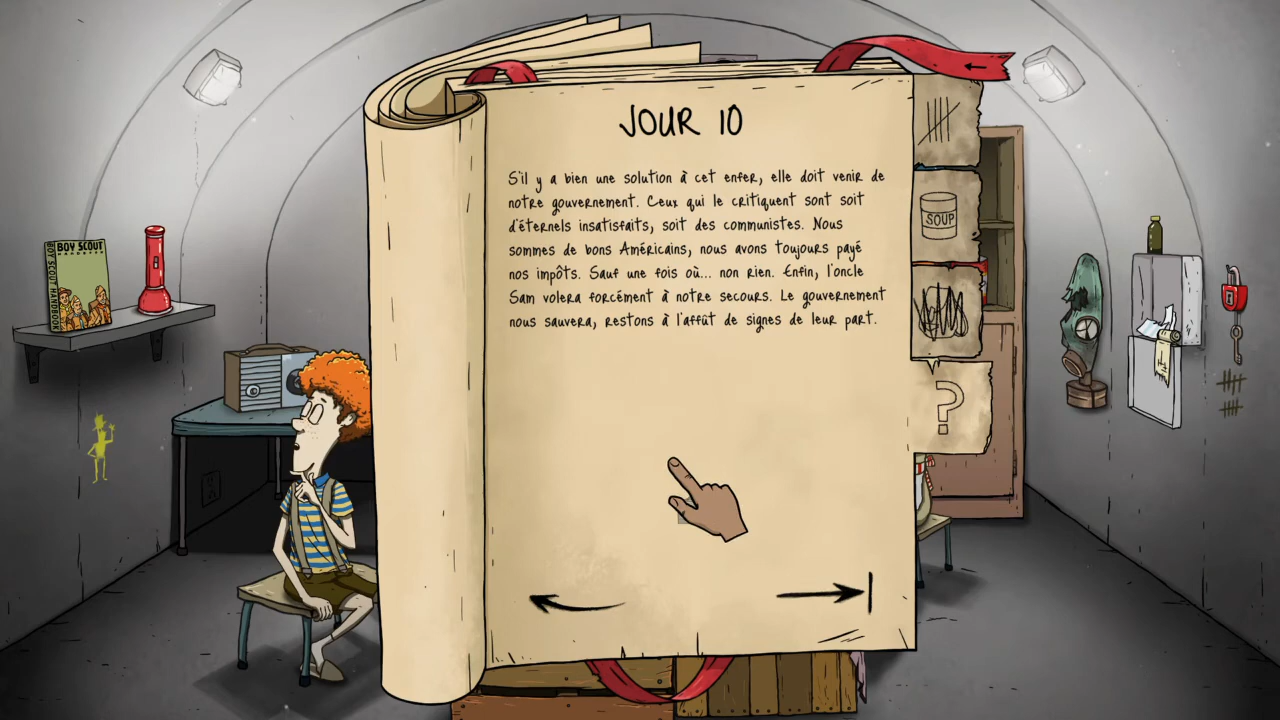 JOUR 10
S'il y a bien une solution à cet enfer, elle doit venir de
notre gouvernement. Ceux qui le critiquent sont soit
d'éternels insatisfaits, soit des communistes. Nous
sommes de bons Américains, nous avons toujours payé
nos impôts. Sauf une fois où... non rien. Enfin, l'oncle
Sam volera forcément à notre secours. Le gouvernement
nous sauvera, restons à l'affût de signes de leur part.
SOUP
?
BOY SCOUT
HANDBOOK
BOY SCOUT HANDBOOK